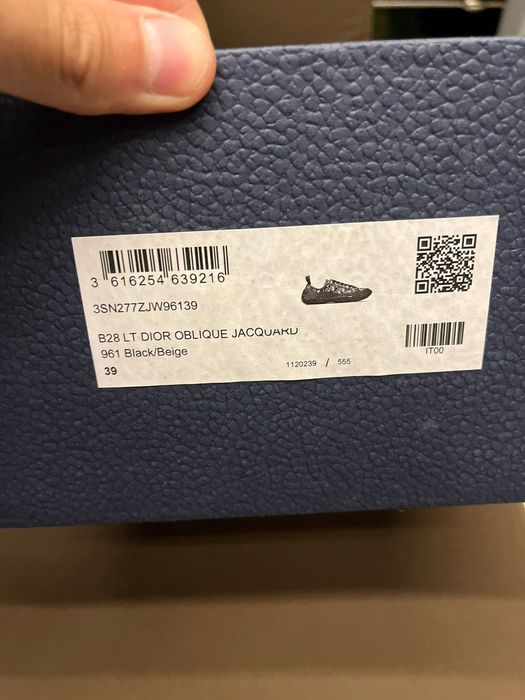 3 616254 639216
3SN277ZJW96139
B28 LT DIOR OBLIQUE JACQUARD
961 Black/Beige
39
1120239 / 555
IT00